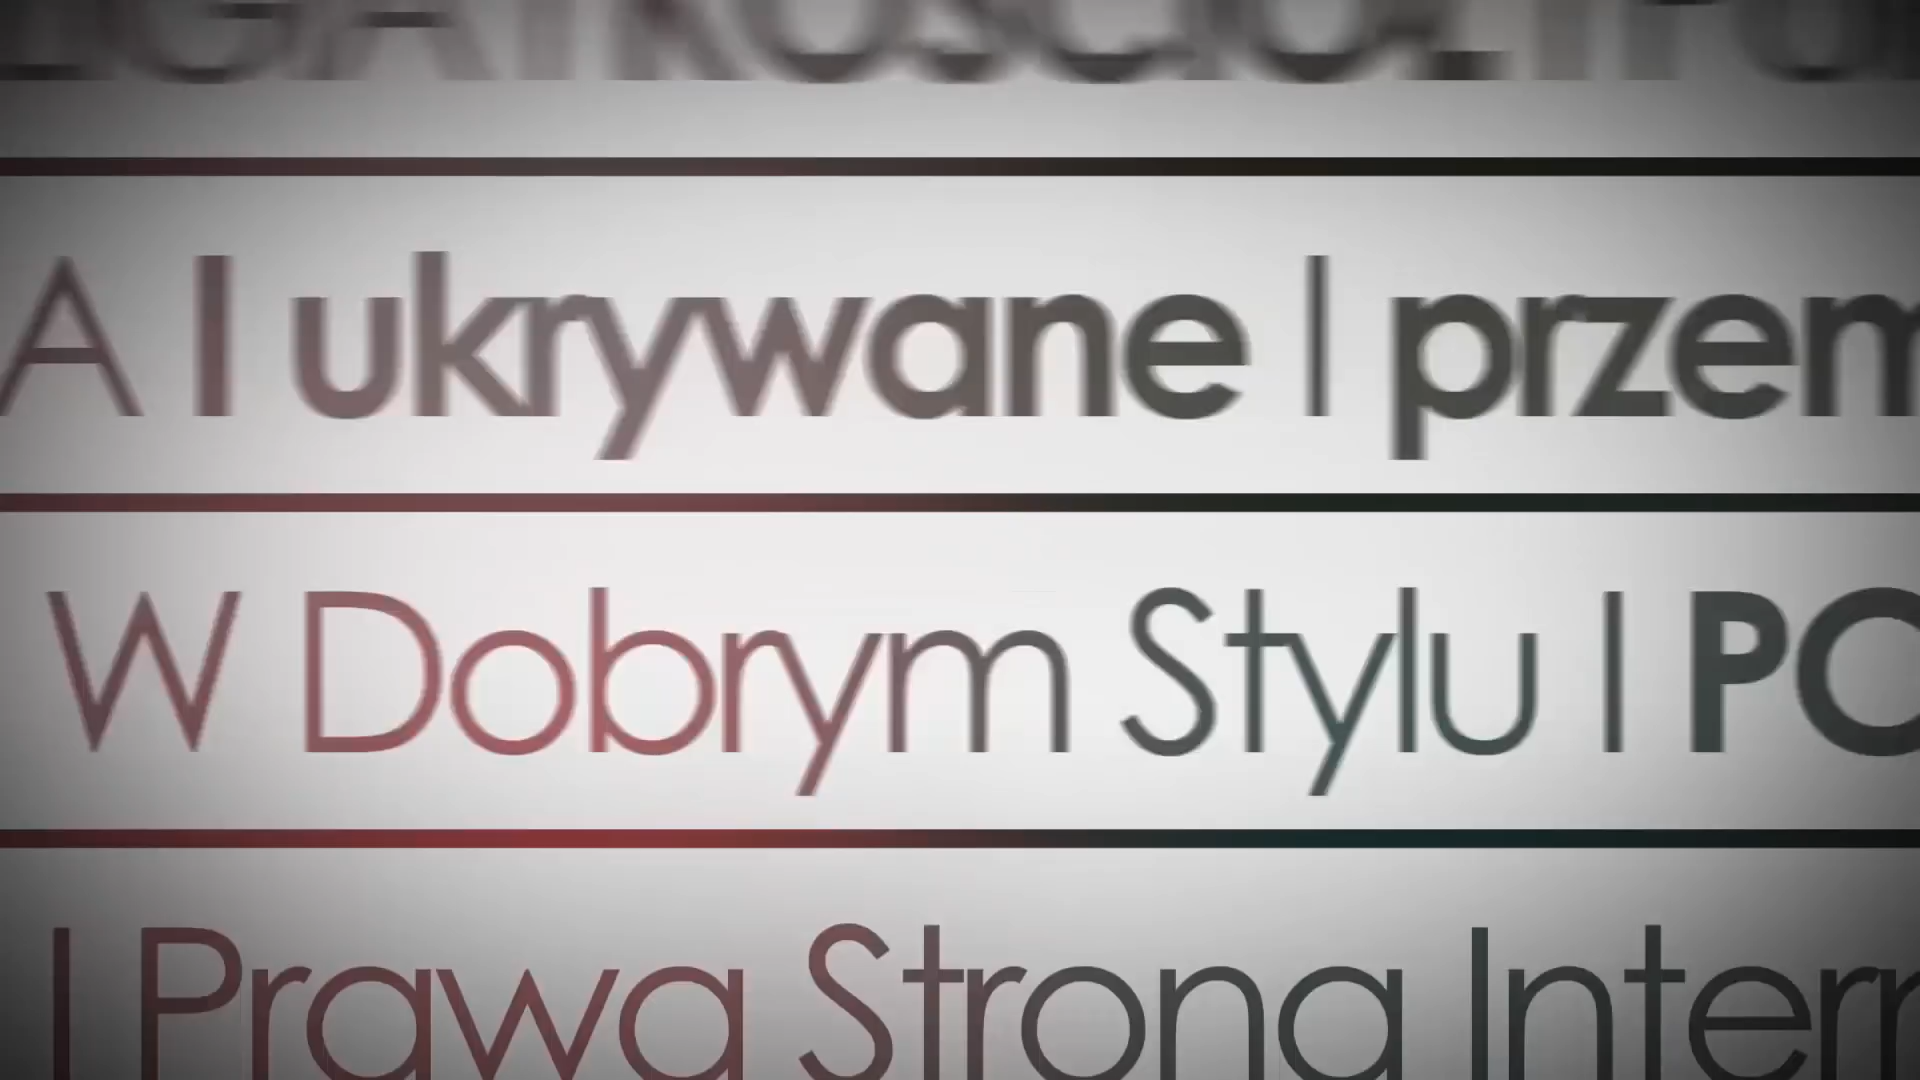 A I ukrywane | przem
W Dobrym Stylu | PO
| Prawa Strona Intern